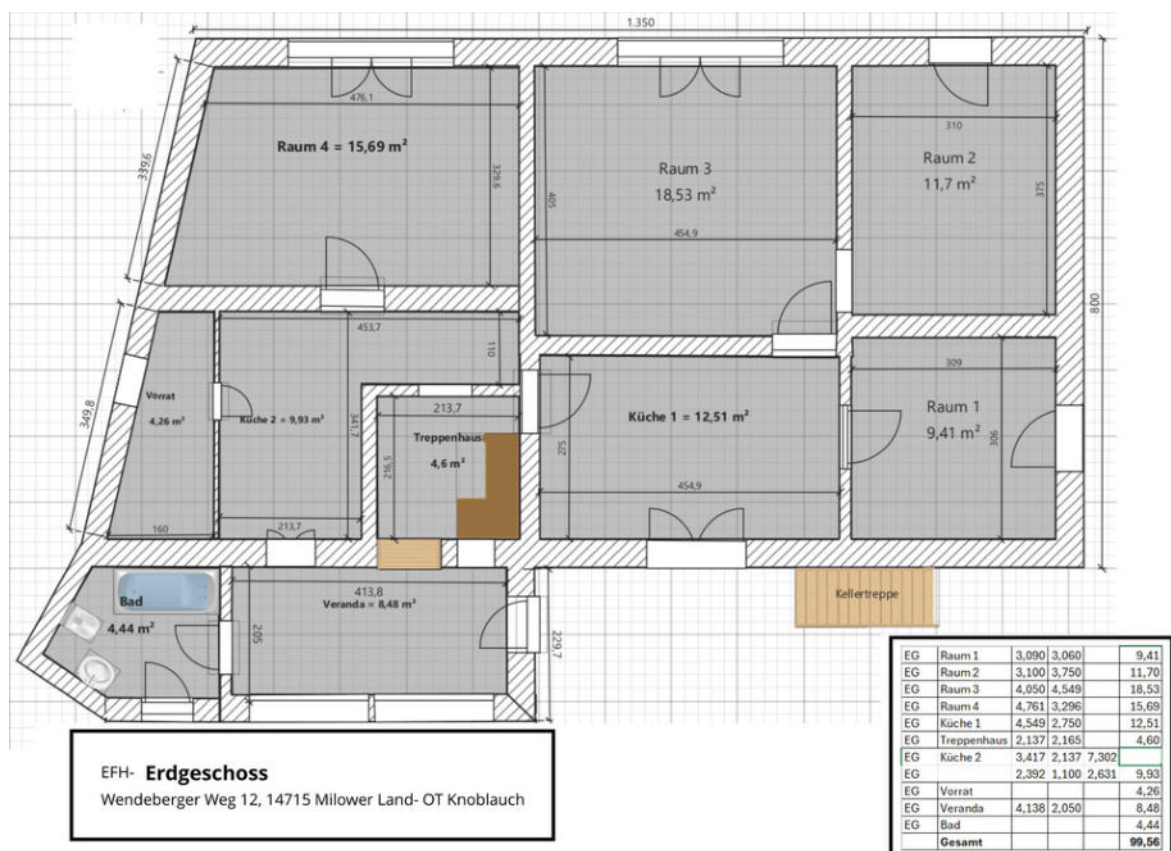 1.350
476,1
Raum 4 = 15,69 m²
329,6
339,6
Raum 3
18,53 m²
405
454,9
310
Raum 2
11,7 m²
375
800
453,7
110
Vorrat
4,26 m²
349,8
160
Küche 2 = 9,93 m²
341,7
213,7
213,7
Treppenhaus
4,6 m²
216,5
Küche 1 = 12,51 m²
275
454,9
309
Raum 1
9,41 m²
306
Bad
4,44 m²
413,8
Veranda = 8,48 m²
205
229,7
Kellertreppe
EG Raum 1 3,090 3,060 9,41
EG Raum 2 3,100 3,750 11,70
EG Raum 3 4,050 4,549 18,53
EG Raum 4 4,761 3,296 15,69
EG Küche 1 4,549 2,750 12,51
EG Treppenhaus 2,137 2,165 4,60
EG Küche 2 3,417 2,137 7,302
EG 2,392 1,100 2,631 9,93
EG Vorrat 4,26
EG Veranda 4,138 2,050 8,48
EG Bad 4,44
Gesamt 99,56
EFH- Erdgeschoss
Wendeberger Weg 12, 14715 Milower Land- OT Knoblauch